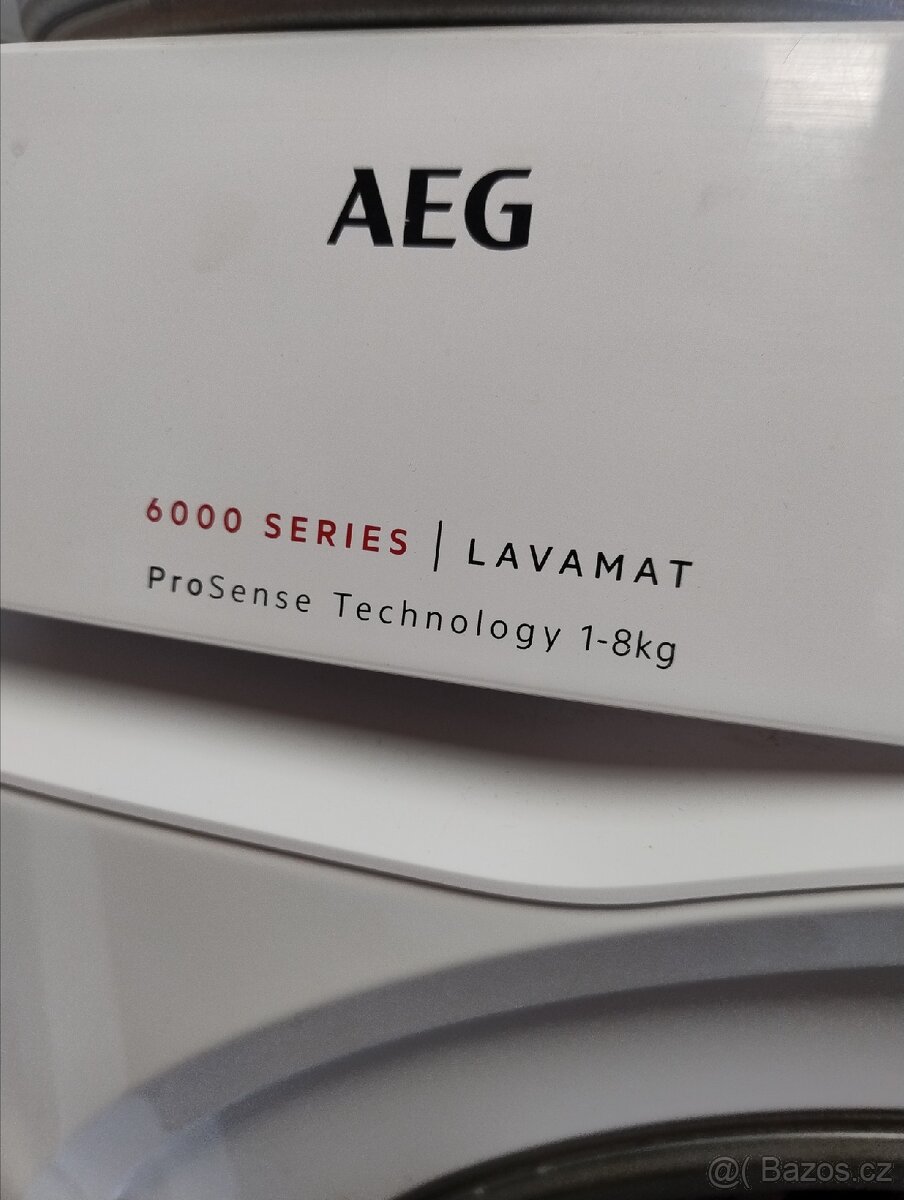 AEG
6000 SERIES | LAVAMAT
ProSense Technology 1-8kg
@( Bazos.cz